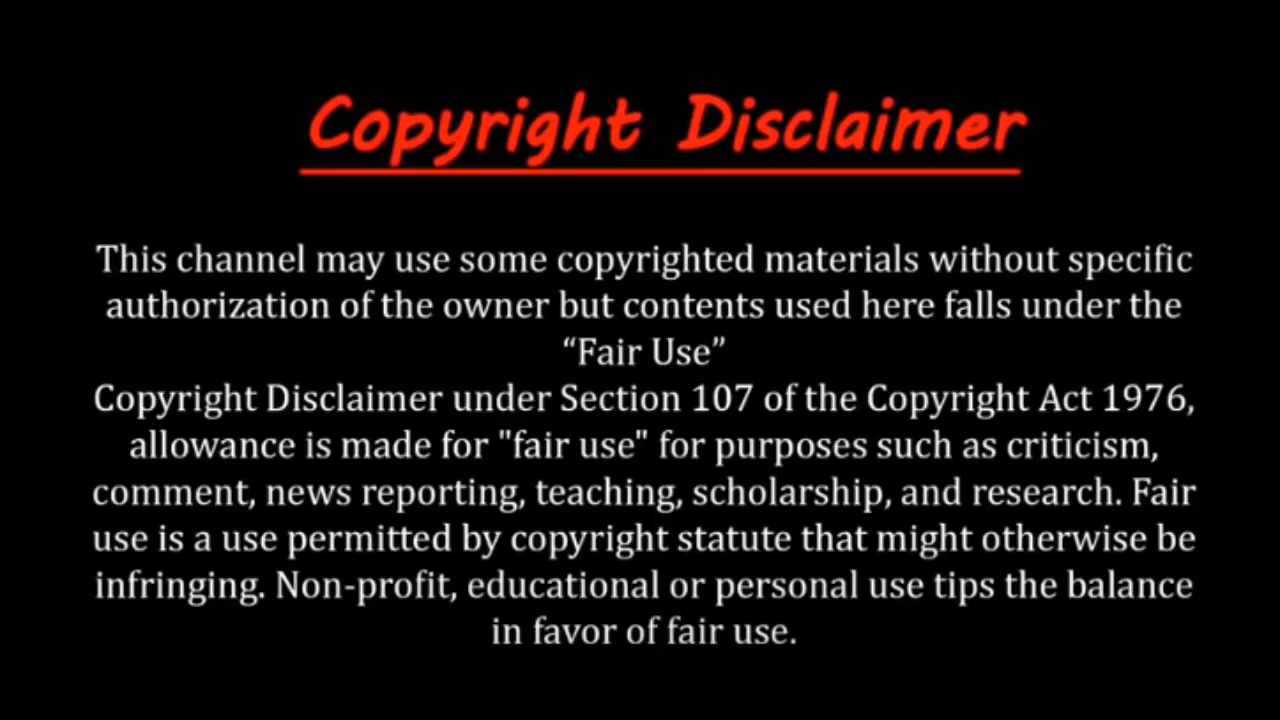 Copyright Disclaimer
This channel may use some copyrighted materials without specific
authorization of the owner but contents used here falls under the
“Fair Use”
Copyright Disclaimer under Section 107 of the Copyright Act 1976,
allowance is made for "fair use" for purposes such as criticism,
comment, news reporting, teaching, scholarship, and research. Fair
use is a use permitted by copyright statute that might otherwise be
infringing. Non-profit, educational or personal use tips the balance
in favor of fair use.